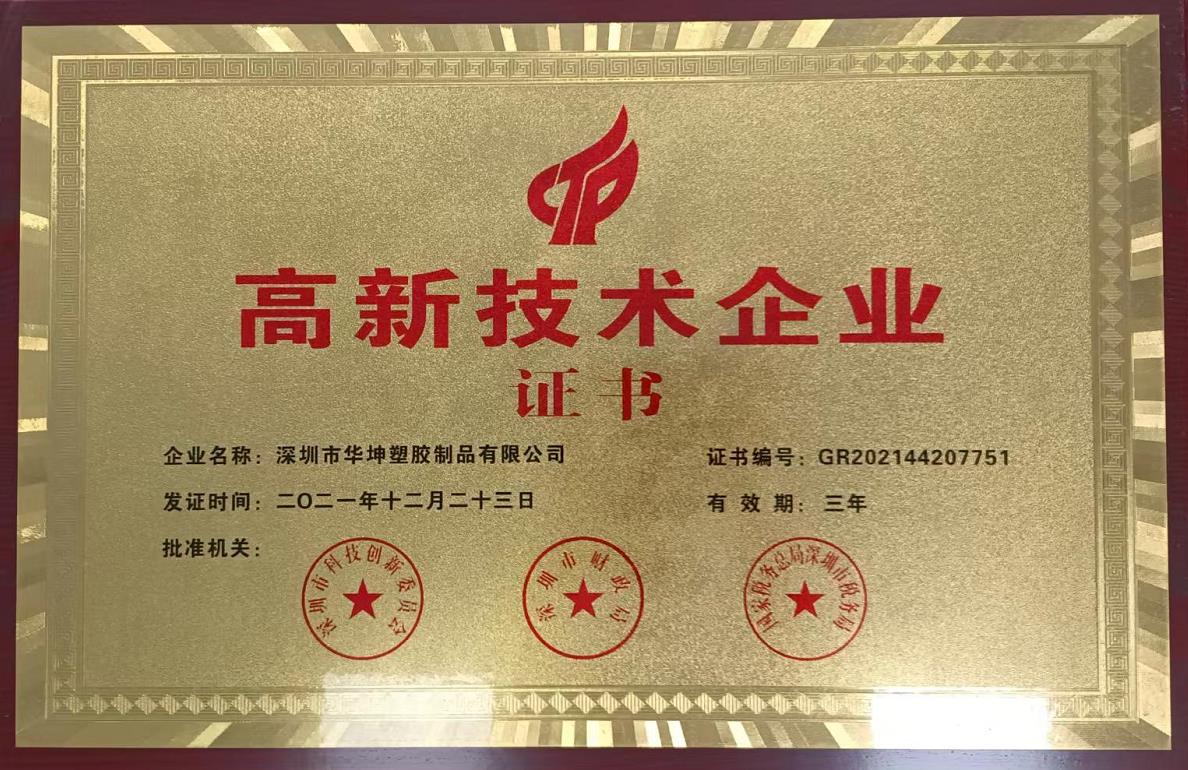 高新技术企业
证书
企业名称：深圳市华坤塑胶制品有限公司
证书编号：GR202144207751
发证时间：二〇二一年十二月二十三日
有 效 期：三年
批准机关：
深圳市科技创新委员会
深圳市财政局
国家税务总局深圳市税务局